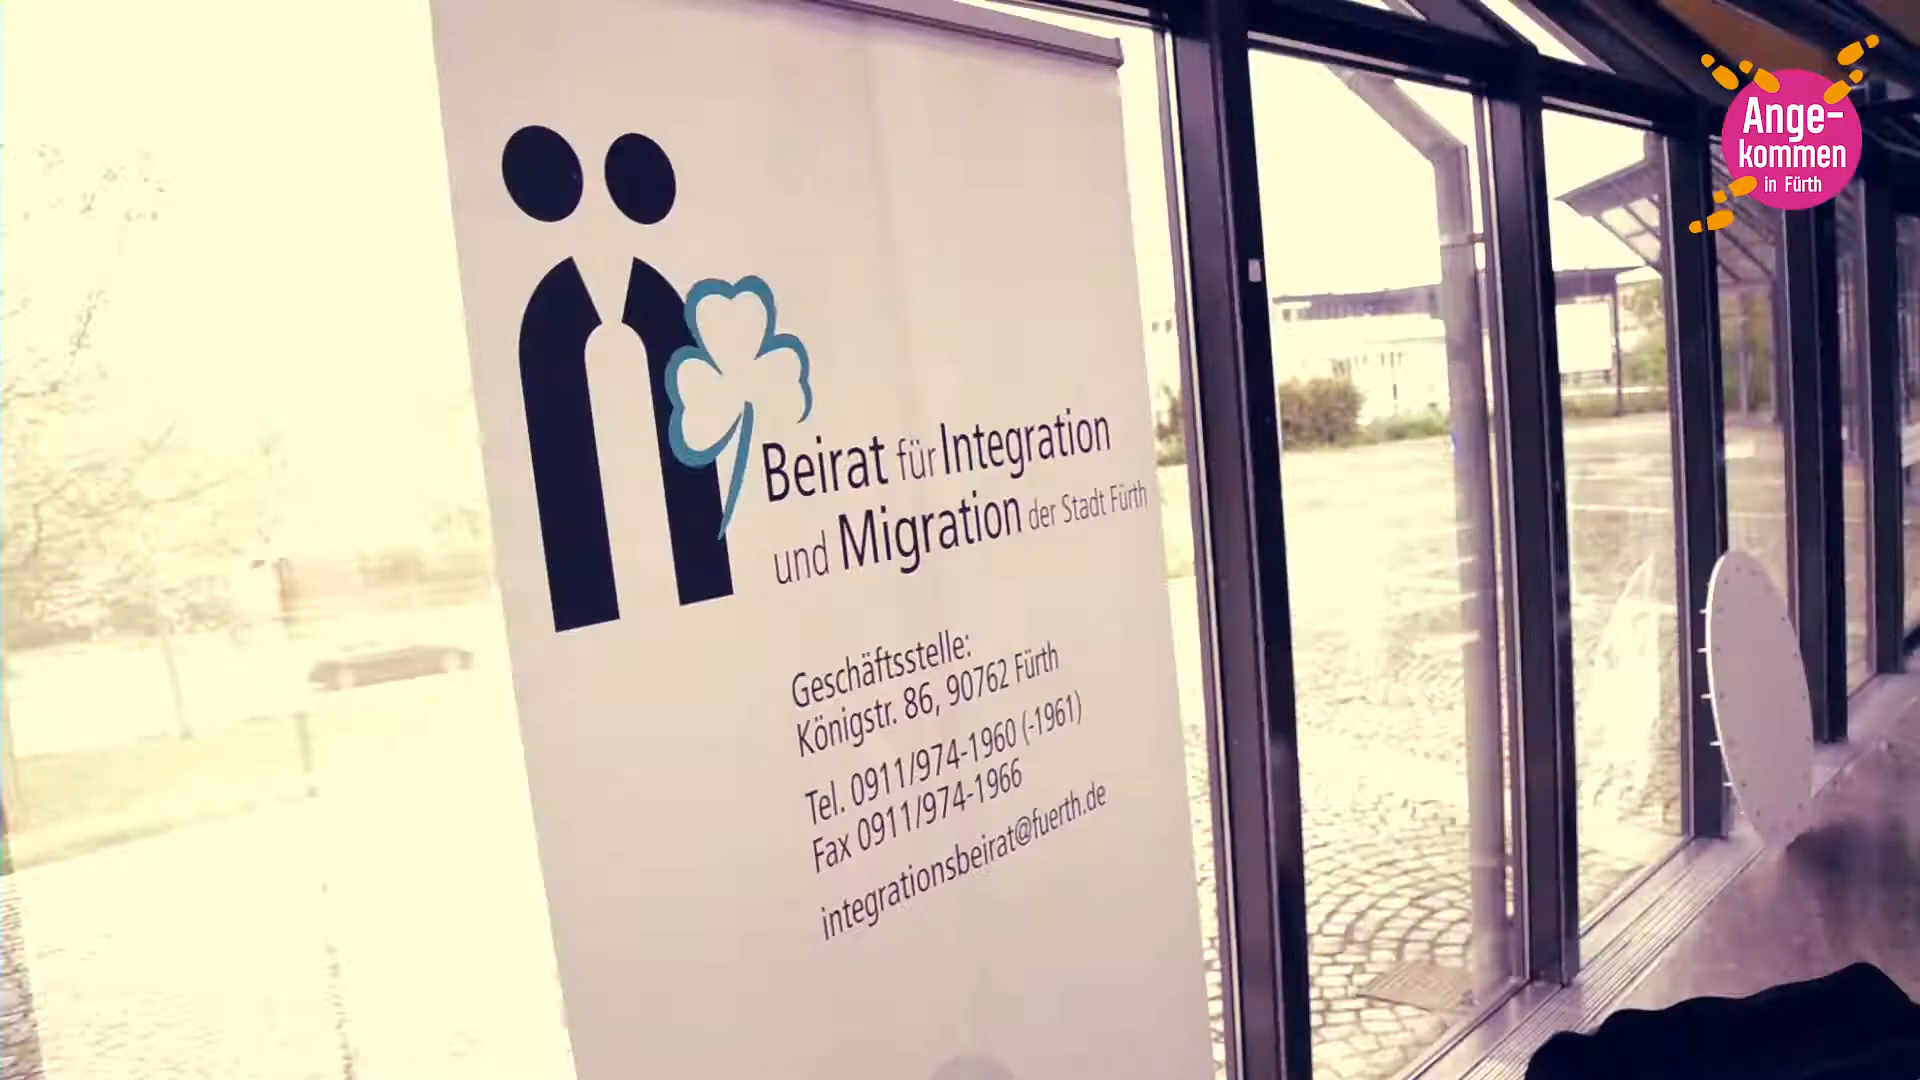 Ange-
kommen
in Fürth
Beirat für Integration
und Migration der Stadt Fürth
Geschäftsstelle:
Königstr. 86, 90762 Fürth
Tel. 0911/974-1960 (-1961)
Fax 0911/974-1966
integrationsbeirat@fuerth.de